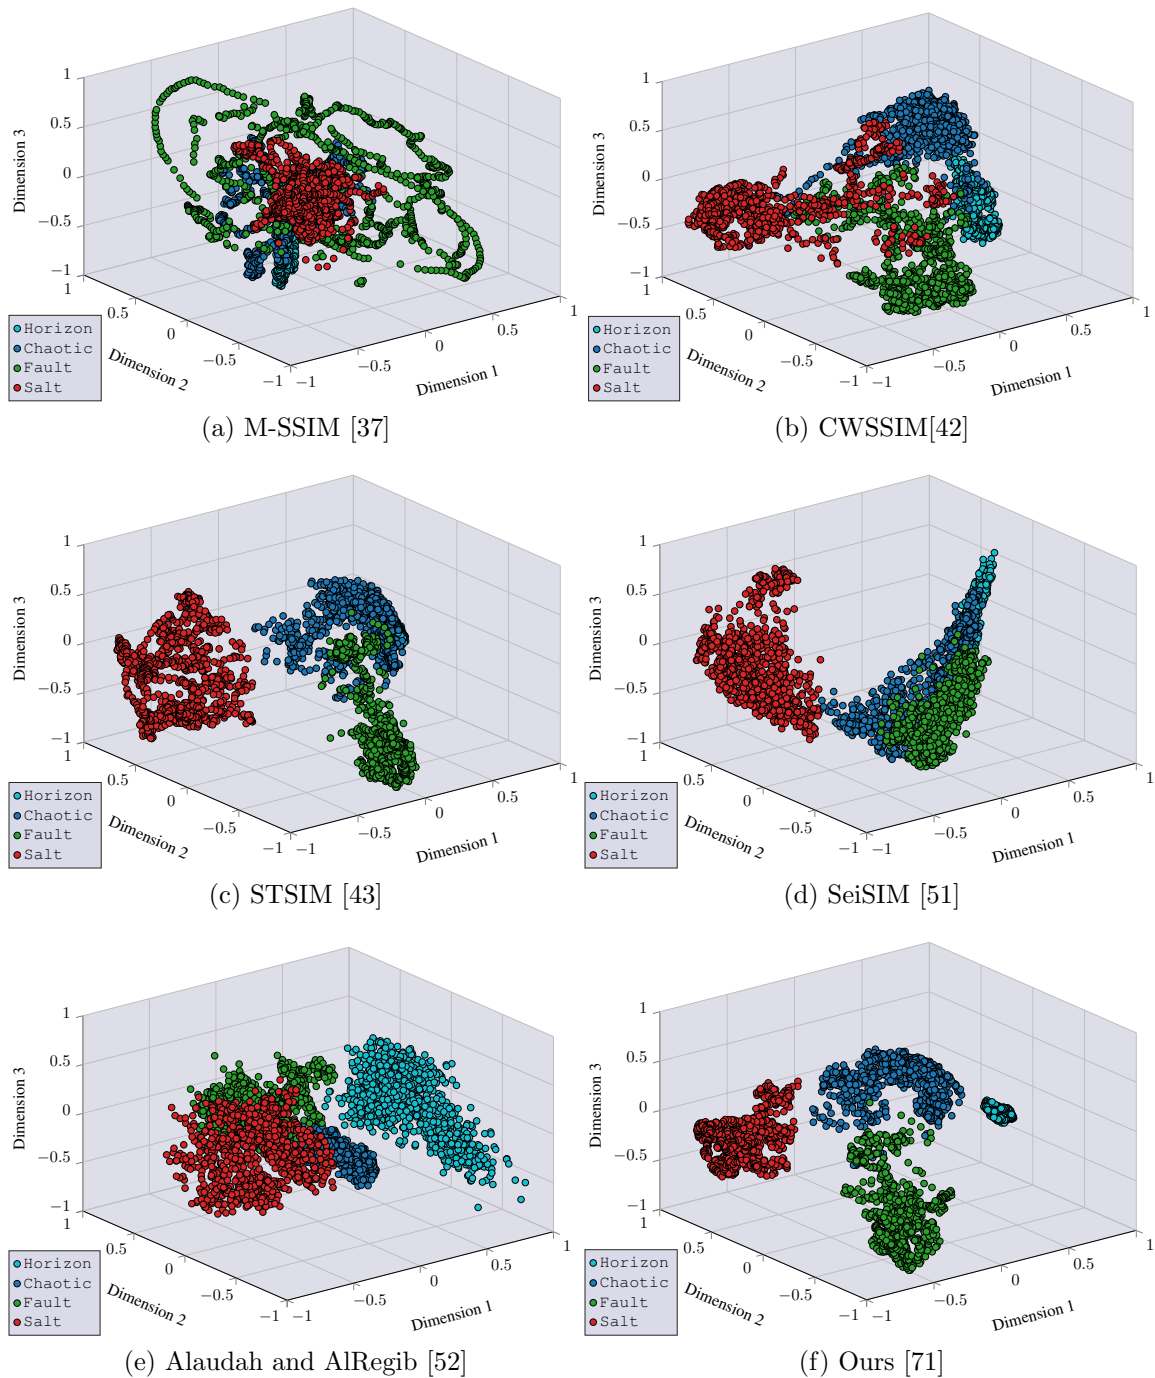 1
0.5
0
−0.5
−1
Dimension 3
1
0.5
0
−0.5
−1
Dimension 2
−1
−0.5
0
0.5
1
Dimension 1
Horizon
Chaotic
Fault
Salt
(a) M-SSIM [37]
1
0.5
0
−0.5
−1
Dimension 3
1
0.5
0
−0.5
−1
Dimension 2
−1
−0.5
0
0.5
1
Dimension 1
Horizon
Chaotic
Fault
Salt
(b) CWSSIM[42]
1
0.5
0
−0.5
−1
Dimension 3
1
0.5
0
−0.5
−1
Dimension 2
−1
−0.5
0
0.5
1
Dimension 1
Horizon
Chaotic
Fault
Salt
(c) STSIM [43]
1
0.5
0
−0.5
−1
Dimension 3
1
0.5
0
−0.5
−1
Dimension 2
−1
−0.5
0
0.5
1
Dimension 1
Horizon
Chaotic
Fault
Salt
(d) SeiSIM [51]
1
0.5
0
−0.5
−1
Dimension 3
1
0.5
0
−0.5
−1
Dimension 2
−1
−0.5
0
0.5
1
Dimension 1
Horizon
Chaotic
Fault
Salt
(e) Alaudah and AlRegib [52]
1
0.5
0
−0.5
−1
Dimension 3
1
0.5
0
−0.5
−1
Dimension 2
−1
−0.5
0
0.5
1
Dimension 1
Horizon
Chaotic
Fault
Salt
(f) Ours [71]